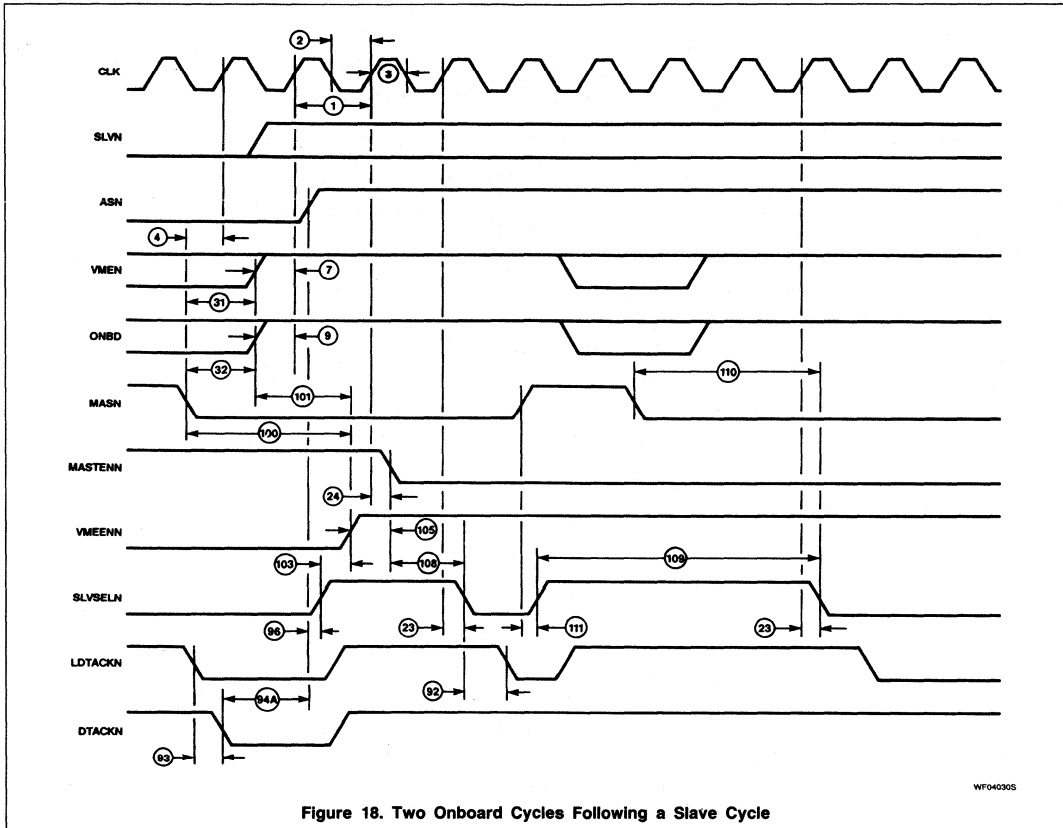 2
CLK
3
1
SLVN
ASN
4
VMEN
7
31
ONBD
9
32
110
101
MASN
100
MASTENN
24
VMEENN
105
103
108
109
SLVSELN
96
23
111
23
LDTACKN
92
94A
DTACKN
93
WF04030S
Figure 18. Two Onboard Cycles Following a Slave Cycle